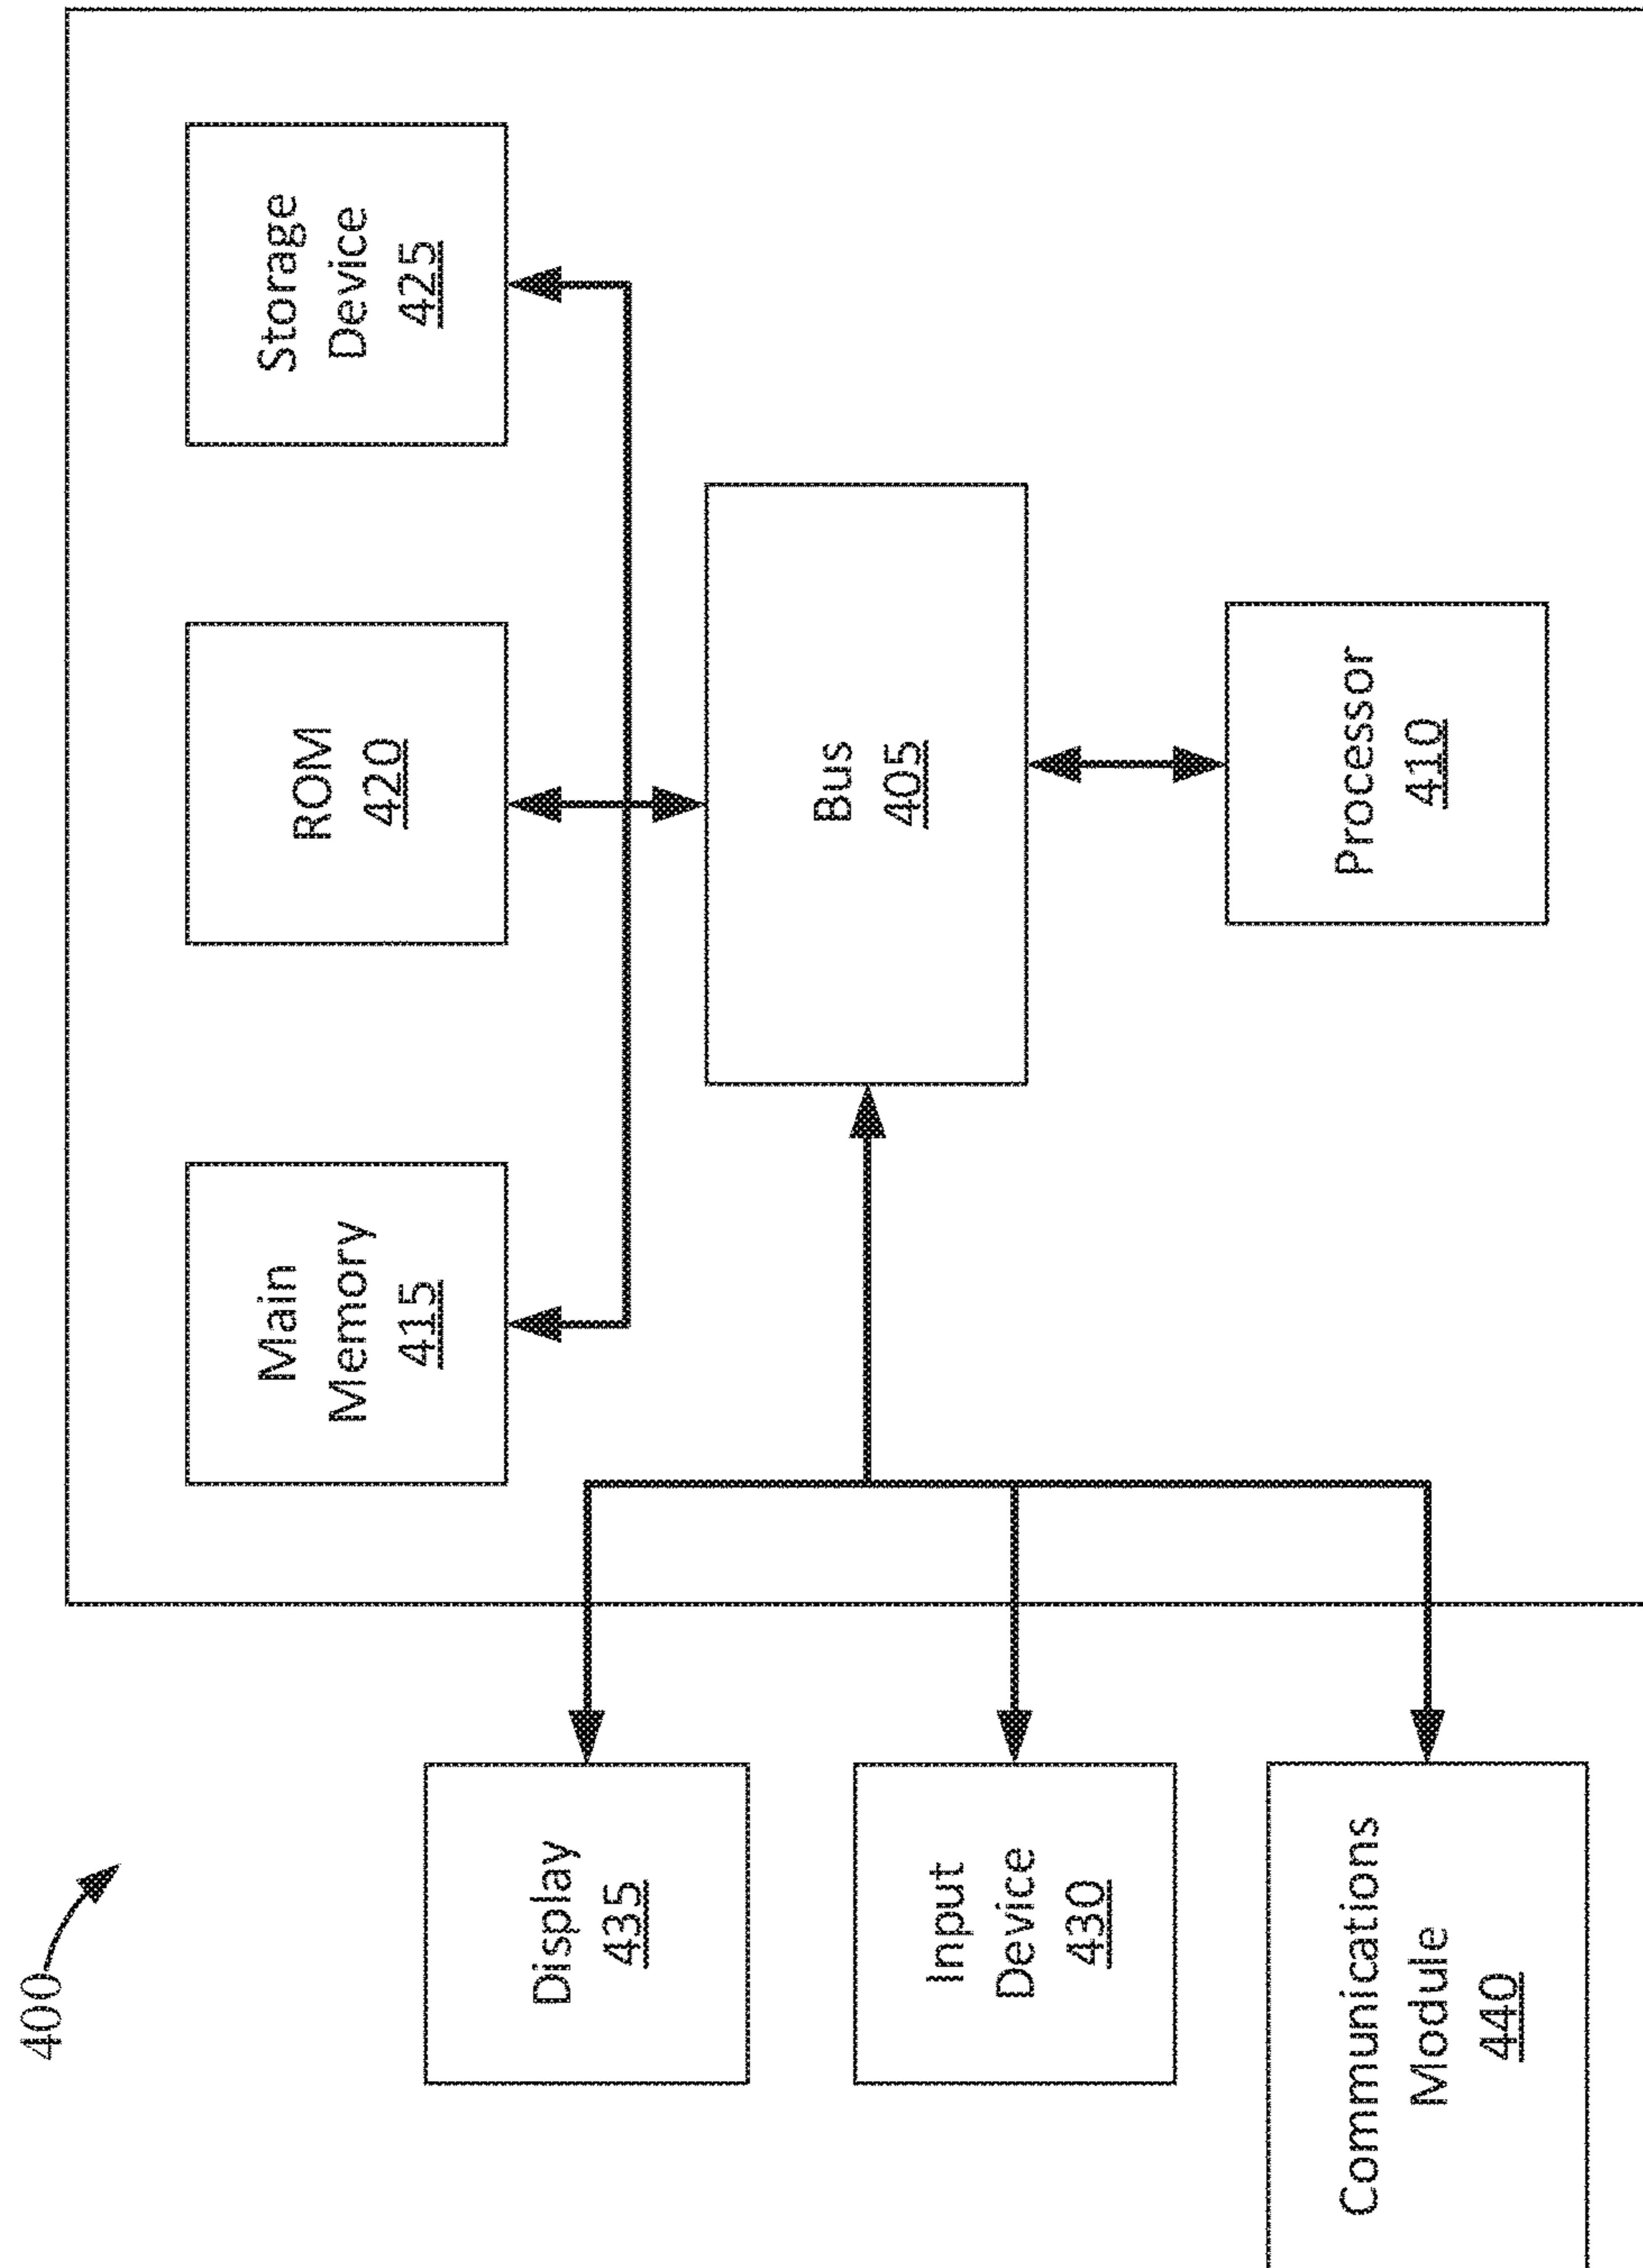 400
Display
435
Input
Device
430
Communications
Module
440
Main
Memory
415
ROM
420
Storage
Device
425
Bus
405
Processor
410